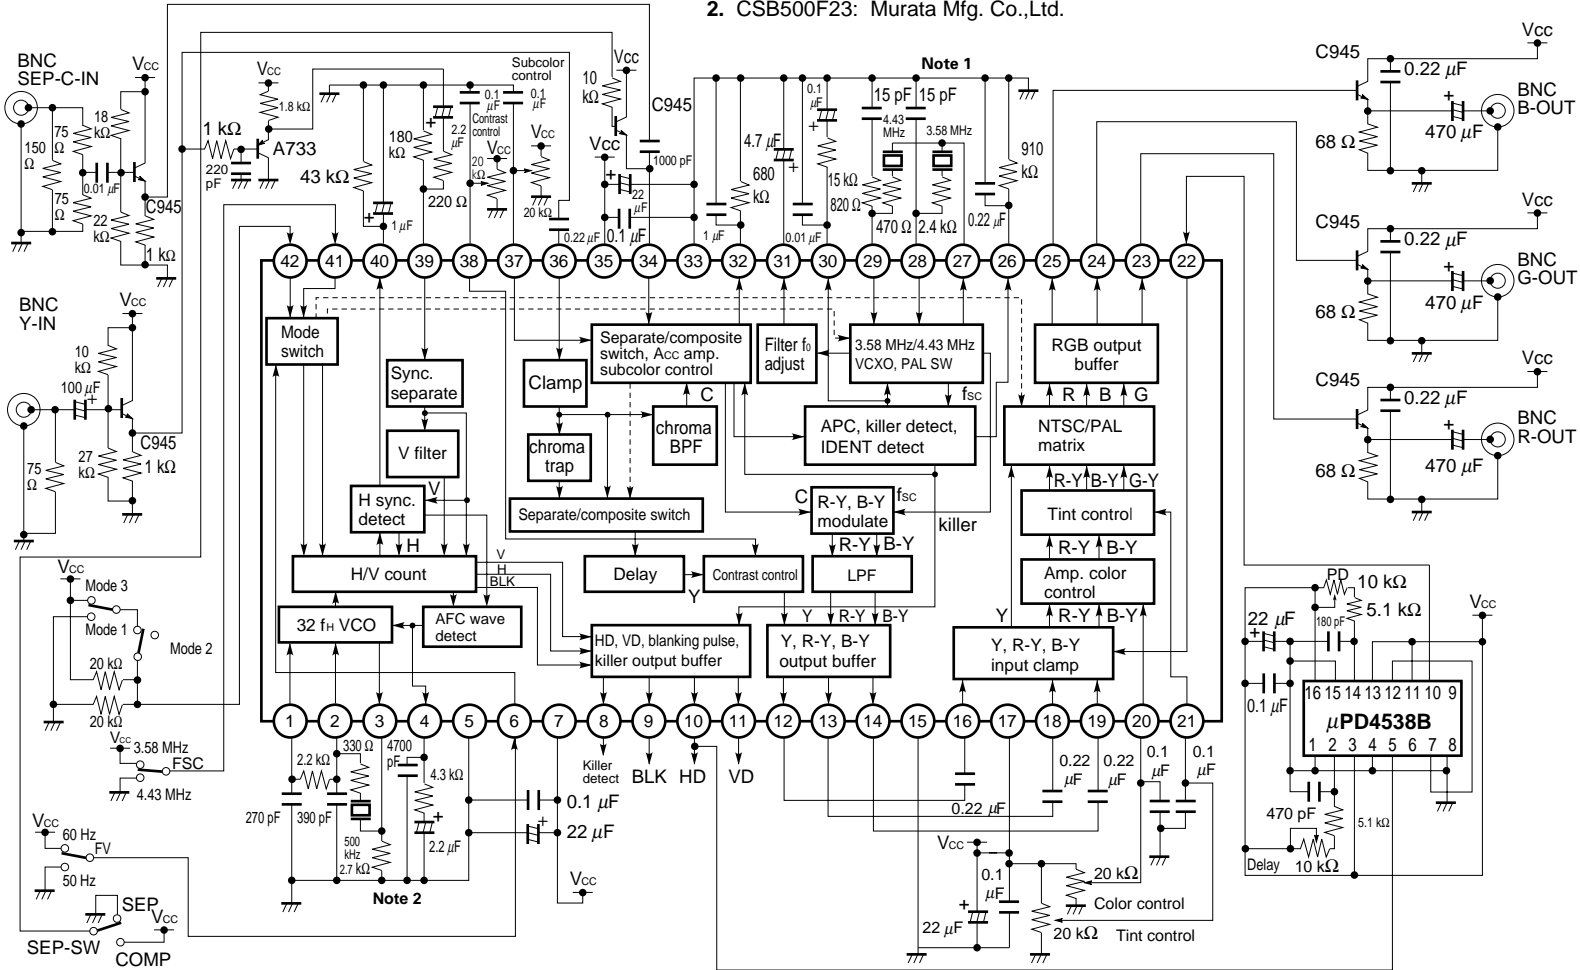 2. CSB500F23: Murata Mfg. Co.,Ltd.
BNC
SEP-C-IN
VCC
75
Ω
150
Ω
75
Ω
18
kΩ
0.01 µF
22
kΩ
C945
1 kΩ
1 kΩ
220
pF
A733
VCC
1.8 kΩ
43 kΩ
1 µF
180
kΩ
2.2
µF
220 Ω
0.1
µF
Contrast
control
VCC
20
kΩ
Subcolor
control
0.1
µF
VCC
20 kΩ
0.22 µF
10
kΩ
VCC
C945
VCC
1000 pF
22
µF
0.1 µF
1 µF
680
kΩ
4.7 µF
0.1
µF
0.01 µF
15 kΩ
820 Ω
Note 1
15 pF
15 pF
4.43
MHz
3.58 MHz
470 Ω
2.4 kΩ
910
kΩ
0.22 µF
C945
VCC
0.22 µF
68 Ω
470 µF
BNC
B-OUT
C945
VCC
0.22 µF
68 Ω
470 µF
BNC
G-OUT
C945
VCC
0.22 µF
68 Ω
470 µF
BNC
R-OUT
42 41 40 39 38 37 36 35 34 33 32 31 30 29 28 27 26 25 24 23 22
BNC
Y-IN
VCC
10
kΩ
100 µF
C945
75
Ω
27
kΩ
1 kΩ
Mode
switch
Sync.
separate
Clamp
Separate/composite
switch, ACC amp.
subcolor control
Filter f0
adjust
3.58 MHz/4.43 MHz
VCXO, PAL SW
RGB output
buffer
C
fSC
R B G
V filter
chroma
trap
chroma
BPF
APC, killer detect,
IDENT detect
NTSC/PAL
matrix
V
H sync.
detect
Separate/composite switch
C
R-Y, B-Y
modulate
fSC
killer
R-Y B-Y G-Y
Tint control
H
R-Y B-Y
R-Y B-Y
H/V count
V
H
BLK
Delay
Y
Contrast control
LPF
Amp. color
control
32 fH VCO
AFC wave
detect
Y R-Y B-Y
Y R-Y B-Y
HD, VD, blanking pulse,
killer output buffer
Y, R-Y, B-Y
output buffer
Y, R-Y, B-Y
input clamp
1 2 3 4 5 6 7 8 9 10 11 12 13 14 15 16 17 18 19 20 21
VCC
Mode 3
Mode 1
Mode 2
20 kΩ
20 kΩ
VCC
3.58 MHz
FSC
4.43 MHz
VCC
60 Hz
FV
50 Hz
SEP
VCC
SEP-SW
COMP
2.2 kΩ
270 pF
390 pF
330 Ω
500
kHz
2.7 kΩ
4700
pF
4.3 kΩ
2.2 µF
Note 2
0.1 µF
22 µF
VCC
Killer
detect
BLK
HD
VD
0.22 µF
0.22
µF
0.22
µF
0.1
µF
0.1
µF
VCC
0.1
µF
22 µF
20 kΩ
Color control
20 kΩ
Tint control
PD
10 kΩ
5.1 kΩ
VCC
22 µF
180 pF
0.1 µF
16 15 14 13 12 11 10 9
µPD4538B
1 2 3 4 5 6 7 8
470 pF
5.1 kΩ
Delay
10 kΩ